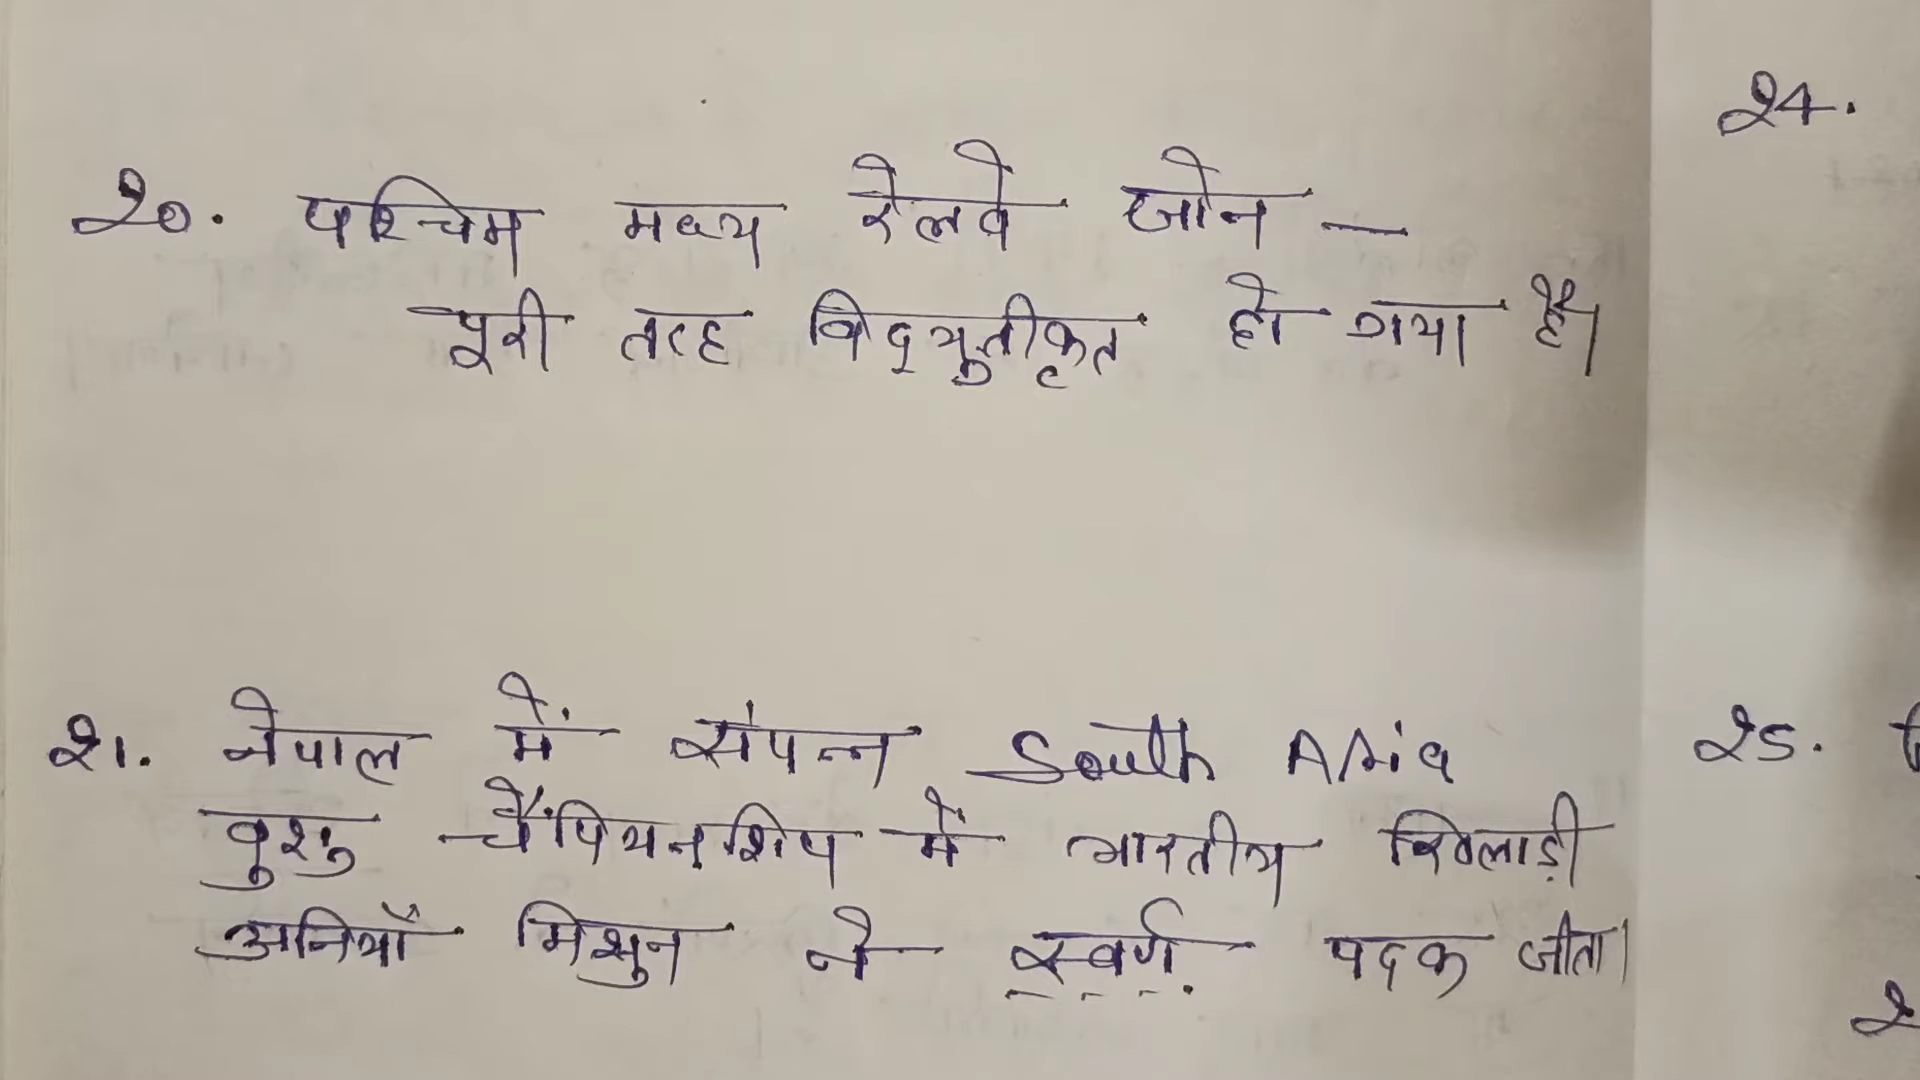 20. पश्चिम मध्य रेलवे जोन —
पूरी तरह विद्युतीकृत हो गया है।
21. नेपाल में संपन्न South Asia
वुशु चैंपियनशिप में भारतीय खिलाड़ी
अनियाँ मिथुन ने स्वर्ण पदक जीता।
24.
25.